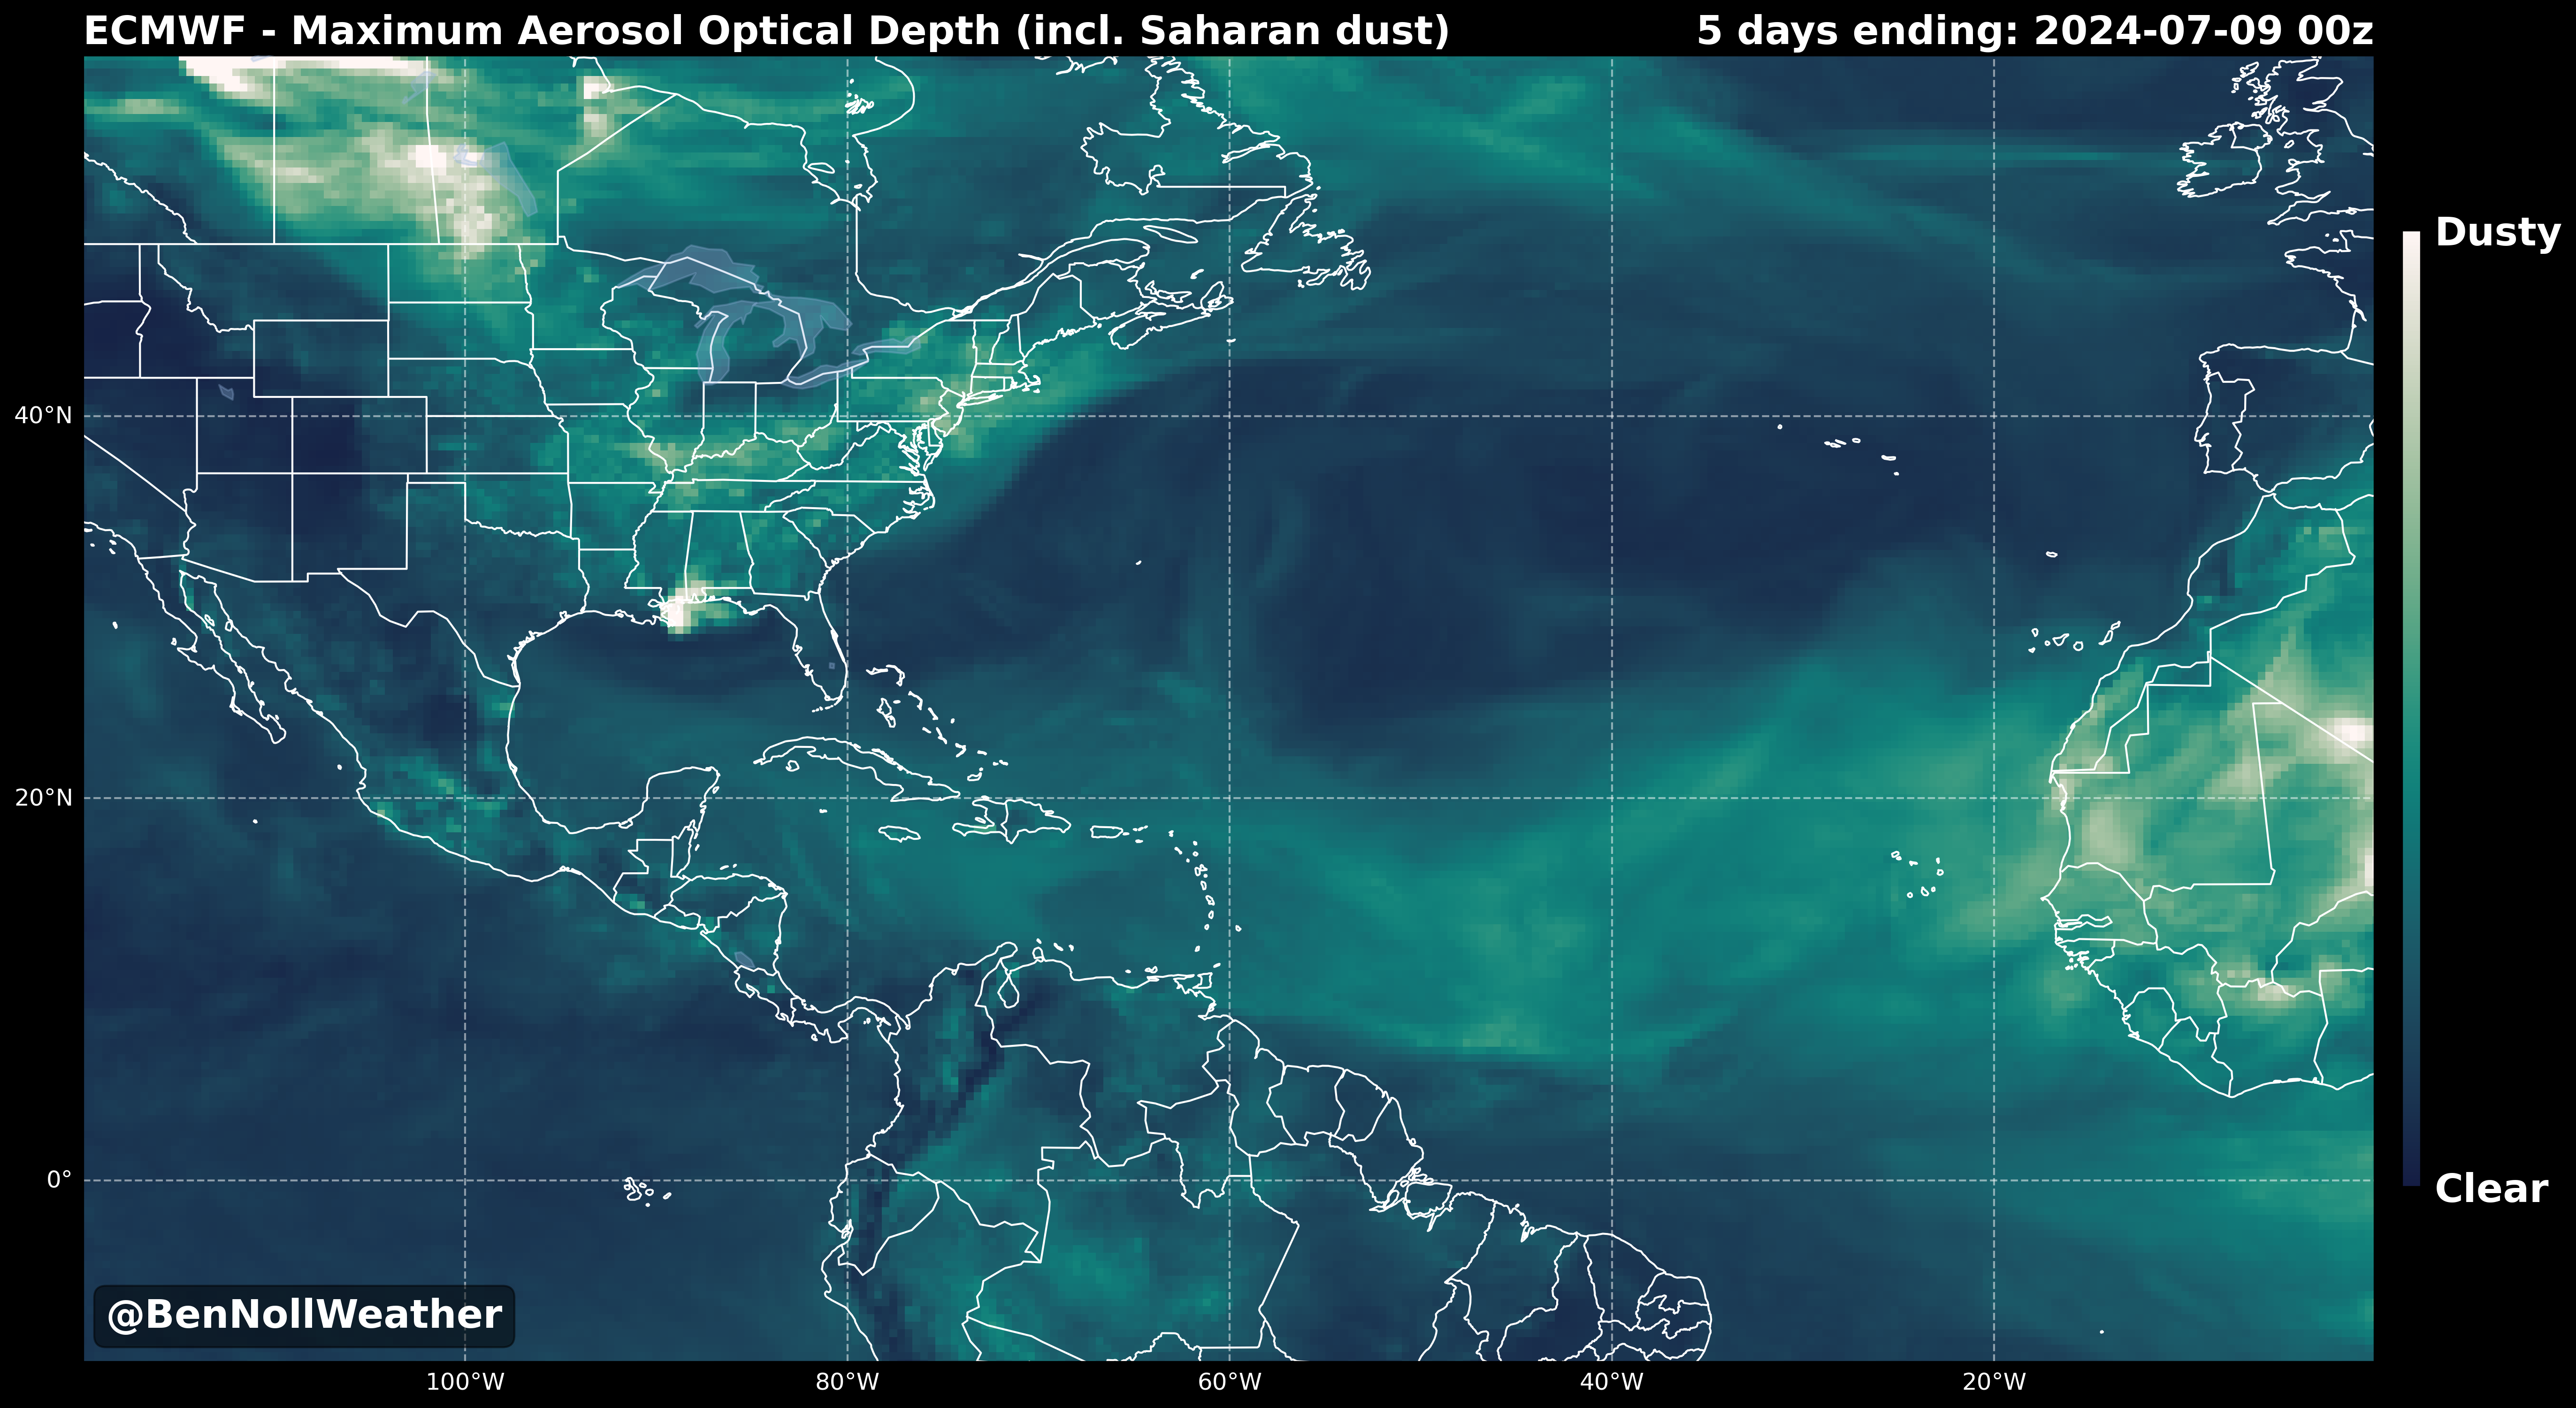 ECMWF - Maximum Aerosol Optical Depth (incl. Saharan dust) 5 days ending: 2024-07-09 00z
Dusty
40°N
20°N
0°
Clear
@BenNollWeather
100°W 80°W 60°W 40°W 20°W